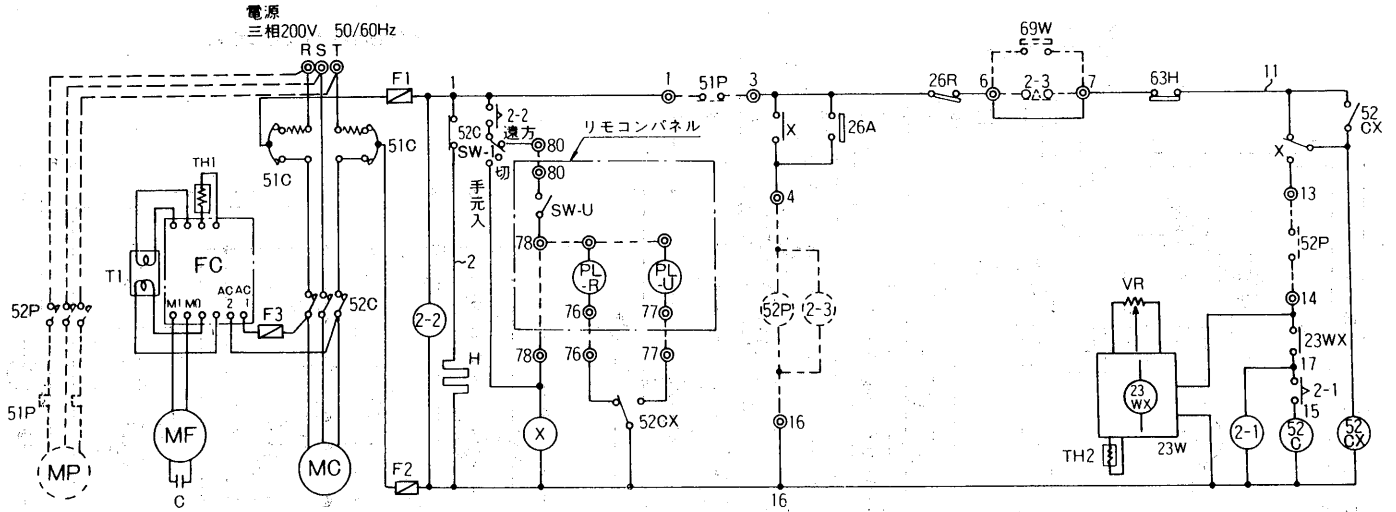 電源
三相200V 50/60Hz
R S T
F1
1
52C
2-2
遠方
SW-1
切
手元
入
リモコンパネル
80
80
SW-U
78
PL-R
PL-U
76
77
78
76
77
52CX
X
1
51P
3
X
26A
4
52P
2-3
16
16
26R
69W
6
2-3
7
63H
11
52CX
X
13
52P
14
23WX
17
2-1
15
2-1
52C
52CX
VR
23WX
23W
TH2
51C
51C
TH1
T1
FC
M1 M0 AC2 AC1
F3
52C
52P
51P
MP
MF
C
MC
F2
2-2
~2
H